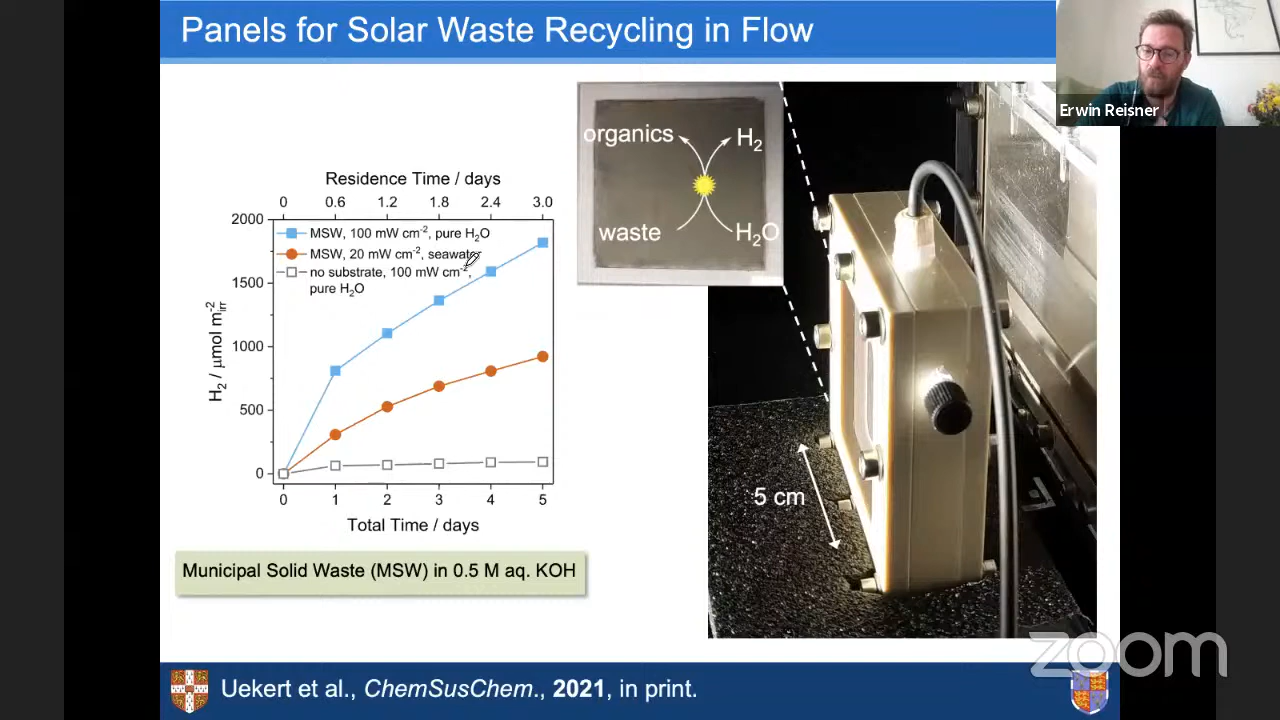 Panels for Solar Waste Recycling in Flow
Erwin Reisner
Residence Time / days
0 0.6 1.2 1.8 2.4 3.0
2000
1500
1000
500
0
H₂ / μmol m⁻²irr
MSW, 100 mW cm⁻², pure H₂O
MSW, 20 mW cm⁻², seawater
no substrate, 100 mW cm⁻²,
pure H₂O
0 1 2 3 4 5
Total Time / days
Municipal Solid Waste (MSW) in 0.5 M aq. KOH
organics H₂
waste H₂O
5 cm
Uekert et al., ChemSusChem., 2021, in print.
zoom